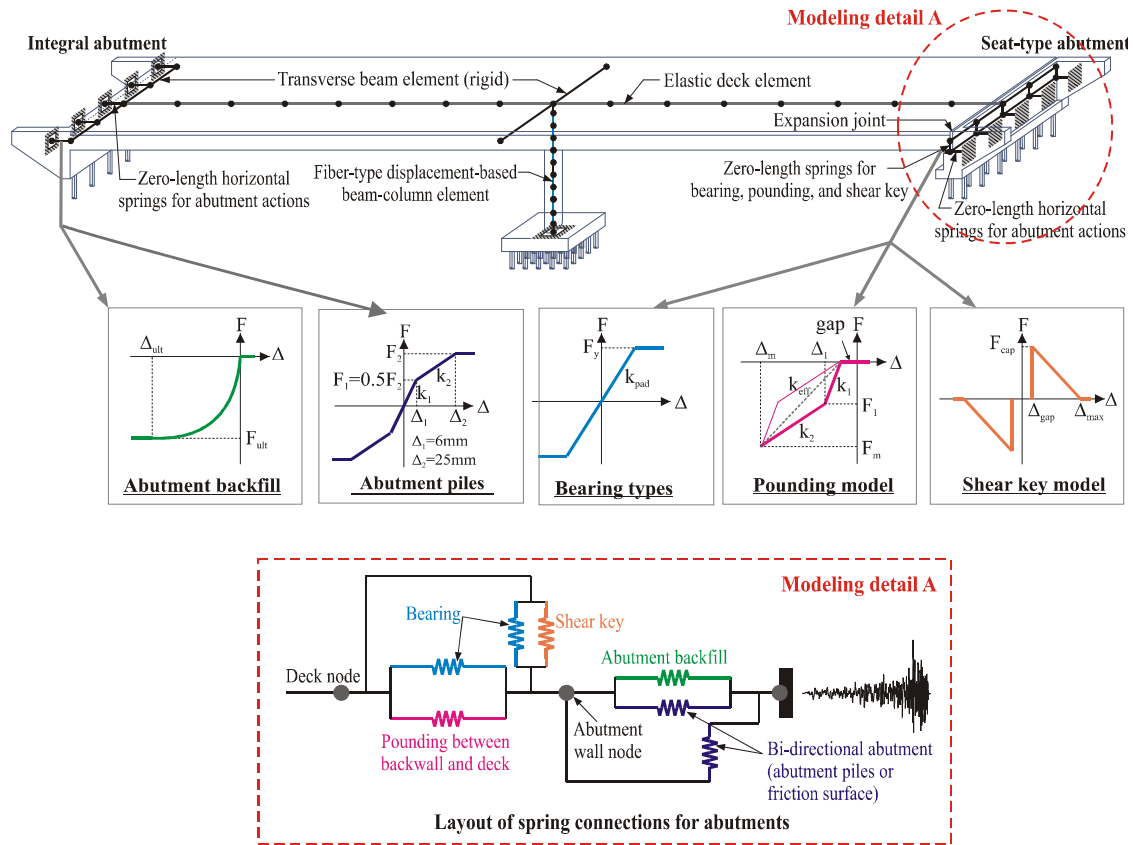 Modeling detail A
Integral abutment
Seat-type abutment
Transverse beam element (rigid)
Elastic deck element
Expansion joint
Zero-length horizontal
springs for abutment actions
Fiber-type displacement-based
beam-column element
Zero-length springs for
bearing, pounding, and shear key
Zero-length horizontal
springs for abutment actions
F
Δult
Δ
Fult
Abutment backfill
F
F2
F1=0.5F2
k2
k1
Δ
Δ1
Δ2
Δ1=6mm
Δ2=25mm
Abutment piles
F
Fy
kpad
Δ
Bearing types
gap
F
Δm
Δ1
Δ
keff
k1
F1
k2
Fm
Pounding model
F
Fcap
Δ
Δgap
Δmax
Shear key model
Modeling detail A
Bearing
Shear key
Abutment backfill
Deck node
Pounding between
backwall and deck
Abutment
wall node
Bi-directional abutment
(abutment piles or
friction surface)
Layout of spring connections for abutments